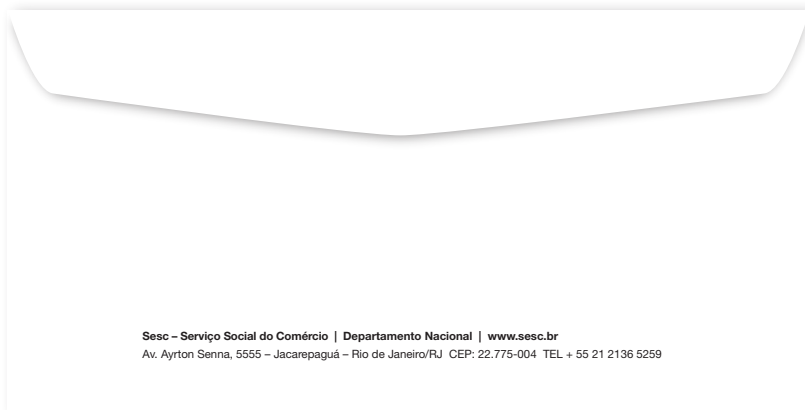 Sesc – Serviço Social do Comércio | Departamento Nacional | www.sesc.br
Av. Ayrton Senna, 5555 – Jacarepaguá – Rio de Janeiro/RJ CEP: 22.775-004 TEL + 55 21 2136 5259